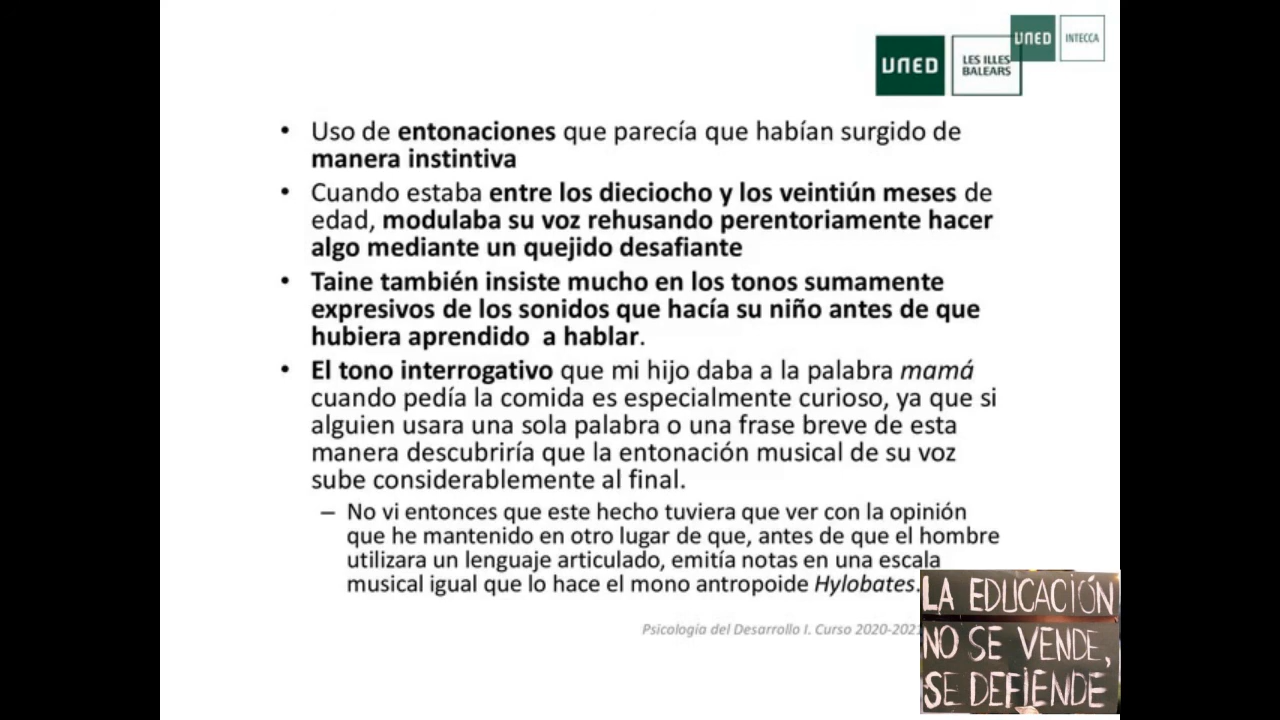 UNED
INTECCA
UNED
LES ILLES
BALEARS
• Uso de entonaciones que parecía que habían surgido de
manera instintiva
• Cuando estaba entre los dieciocho y los veintiún meses de
edad, modulaba su voz rehusando perentoriamente hacer
algo mediante un quejido desafiante
• Taine también insiste mucho en los tonos sumamente
expresivos de los sonidos que hacía su niño antes de que
hubiera aprendido a hablar.
• El tono interrogativo que mi hijo daba a la palabra mamá
cuando pedía la comida es especialmente curioso, ya que si
alguien usara una sola palabra o una frase breve de esta
manera descubriría que la entonación musical de su voz
sube considerablemente al final.
– No vi entonces que este hecho tuviera que ver con la opinión
que he mantenido en otro lugar de que, antes de que el hombre
utilizara un lenguaje articulado, emitía notas en una escala
musical igual que lo hace el mono antropoide Hylobates.
Psicología del Desarrollo I. Curso 2020-2021
LA EDUCACIÓN
NO SE VENDE,
SE DEFIENDE